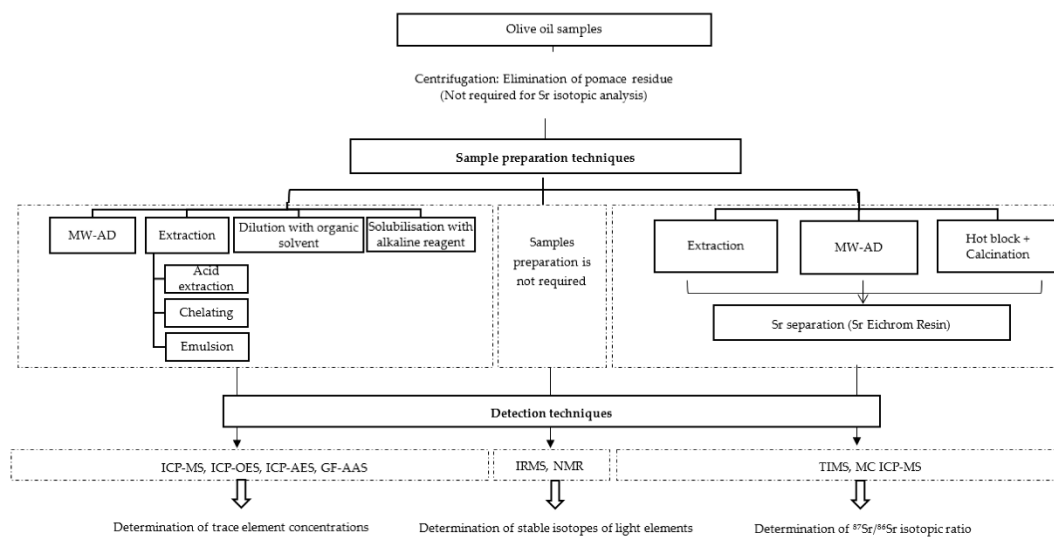 Olive oil samples
Centrifugation: Elimination of pomace residue
(Not required for Sr isotopic analysis)
Sample preparation techniques
MW-AD
Extraction
Dilution with organic
solvent
Solubilisation with
alkaline reagent
Acid
extraction
Chelating
Emulsion
Samples
preparation is
not required
Extraction
MW-AD
Hot block +
Calcination
Sr separation (Sr Eichrom Resin)
Detection techniques
ICP-MS, ICP-OES, ICP-AES, GF-AAS
IRMS, NMR
TIMS, MC ICP-MS
Determination of trace element concentrations
Determination of stable isotopes of light elements
Determination of ⁸⁷Sr/⁸⁶Sr isotopic ratio